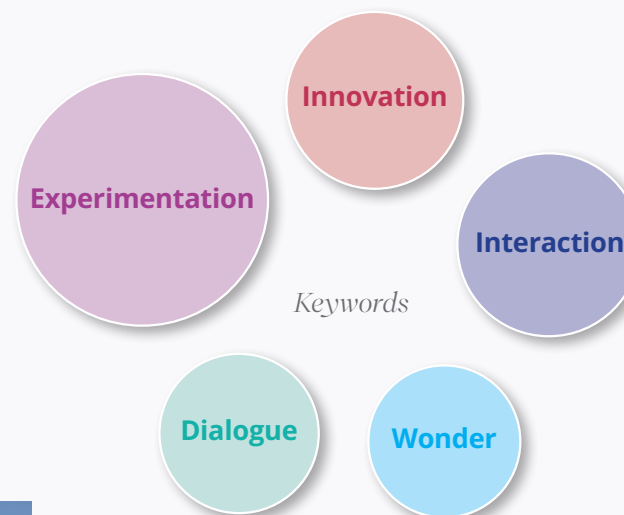 Innovation
Experimentation
Interaction
Keywords
Dialogue
Wonder